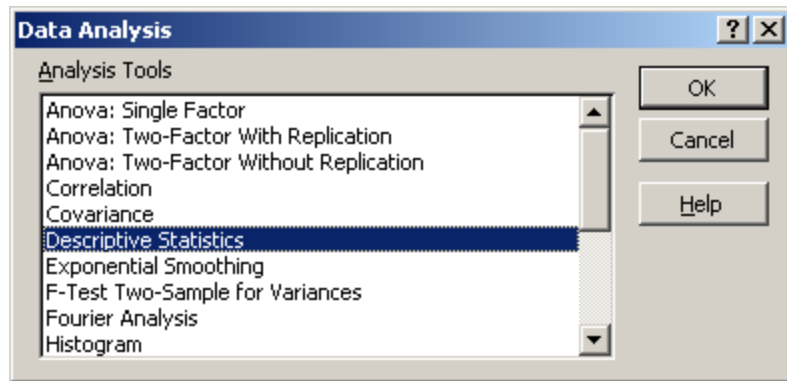 Data Analysis
Analysis Tools
Anova: Single Factor
Anova: Two-Factor With Replication
Anova: Two-Factor Without Replication
Correlation
Covariance
Descriptive Statistics
Exponential Smoothing
F-Test Two-Sample for Variances
Fourier Analysis
Histogram
OK
Cancel
Help